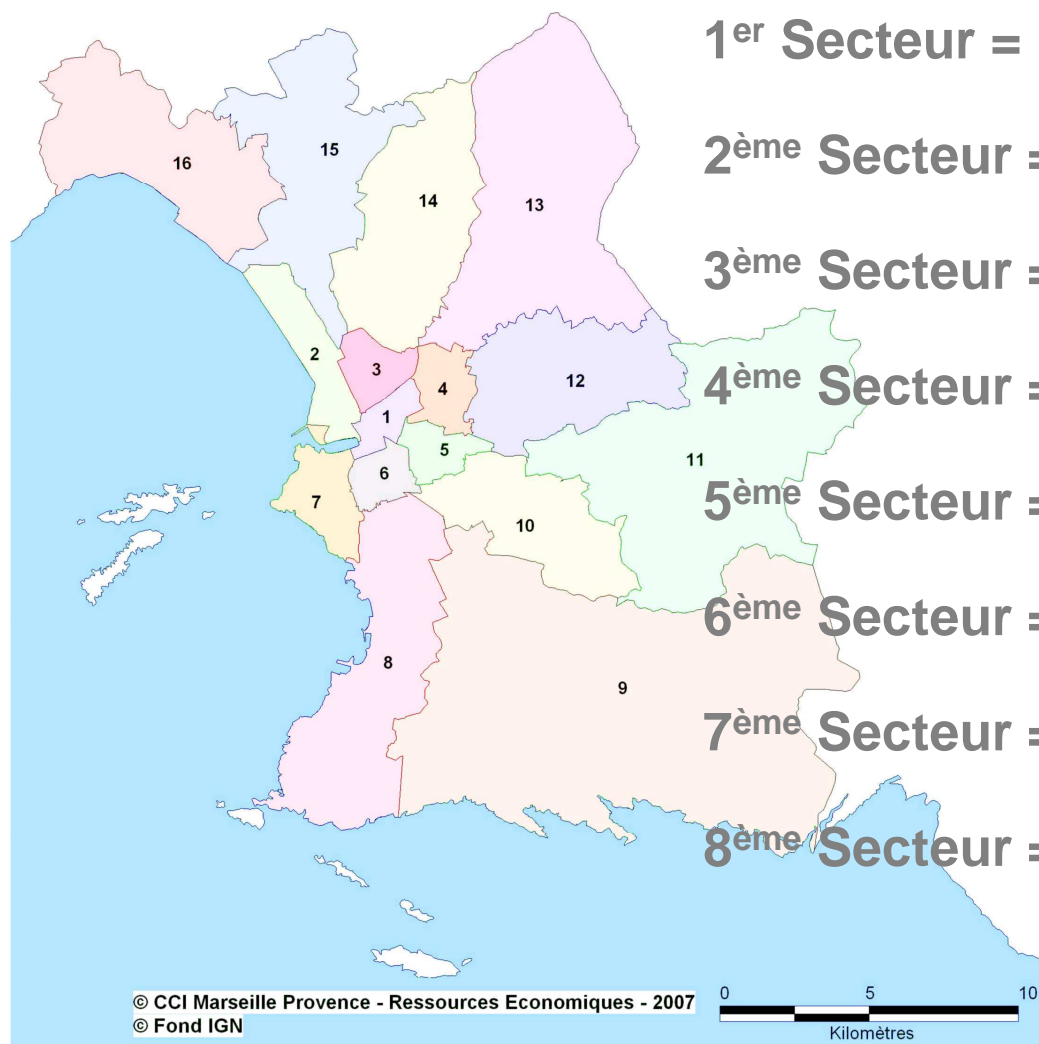 1er Secteur =
2ème Secteur =
3ème Secteur =
4ème Secteur =
5ème Secteur =
6ème Secteur =
7ème Secteur =
8ème Secteur =
16
15
14
13
2
3
4
12
1
5
11
6
7
10
8
9
© CCI Marseille Provence - Ressources Economiques - 2007
© Fond IGN
0 5 10
Kilomètres